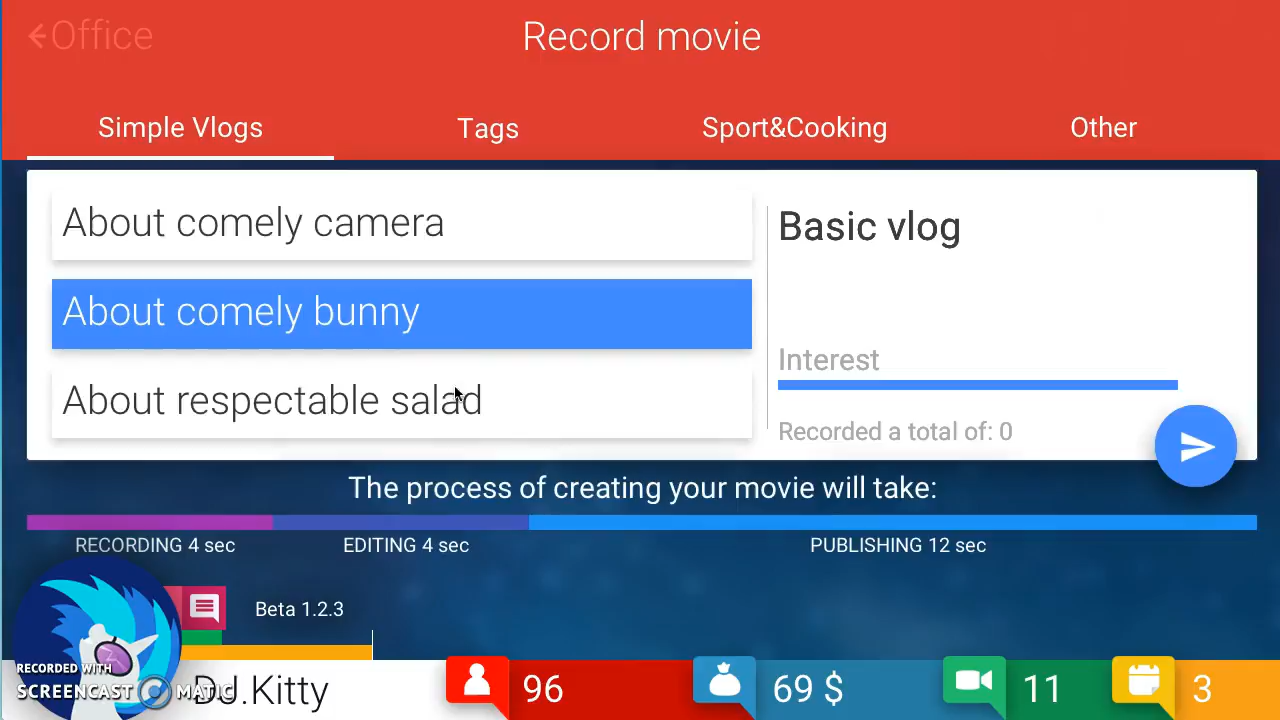 Office
Record movie
Simple Vlogs
Tags
Sport&Cooking
Other
About comely camera
About comely bunny
About respectable salad
Basic vlog
Interest
Recorded a total of: 0
The process of creating your movie will take:
RECORDING 4 sec
EDITING 4 sec
PUBLISHING 12 sec
Beta 1.2.3
RECORDED WITH
SCREENCAST MATIC
DJ.Kitty
96
69 $
11
3